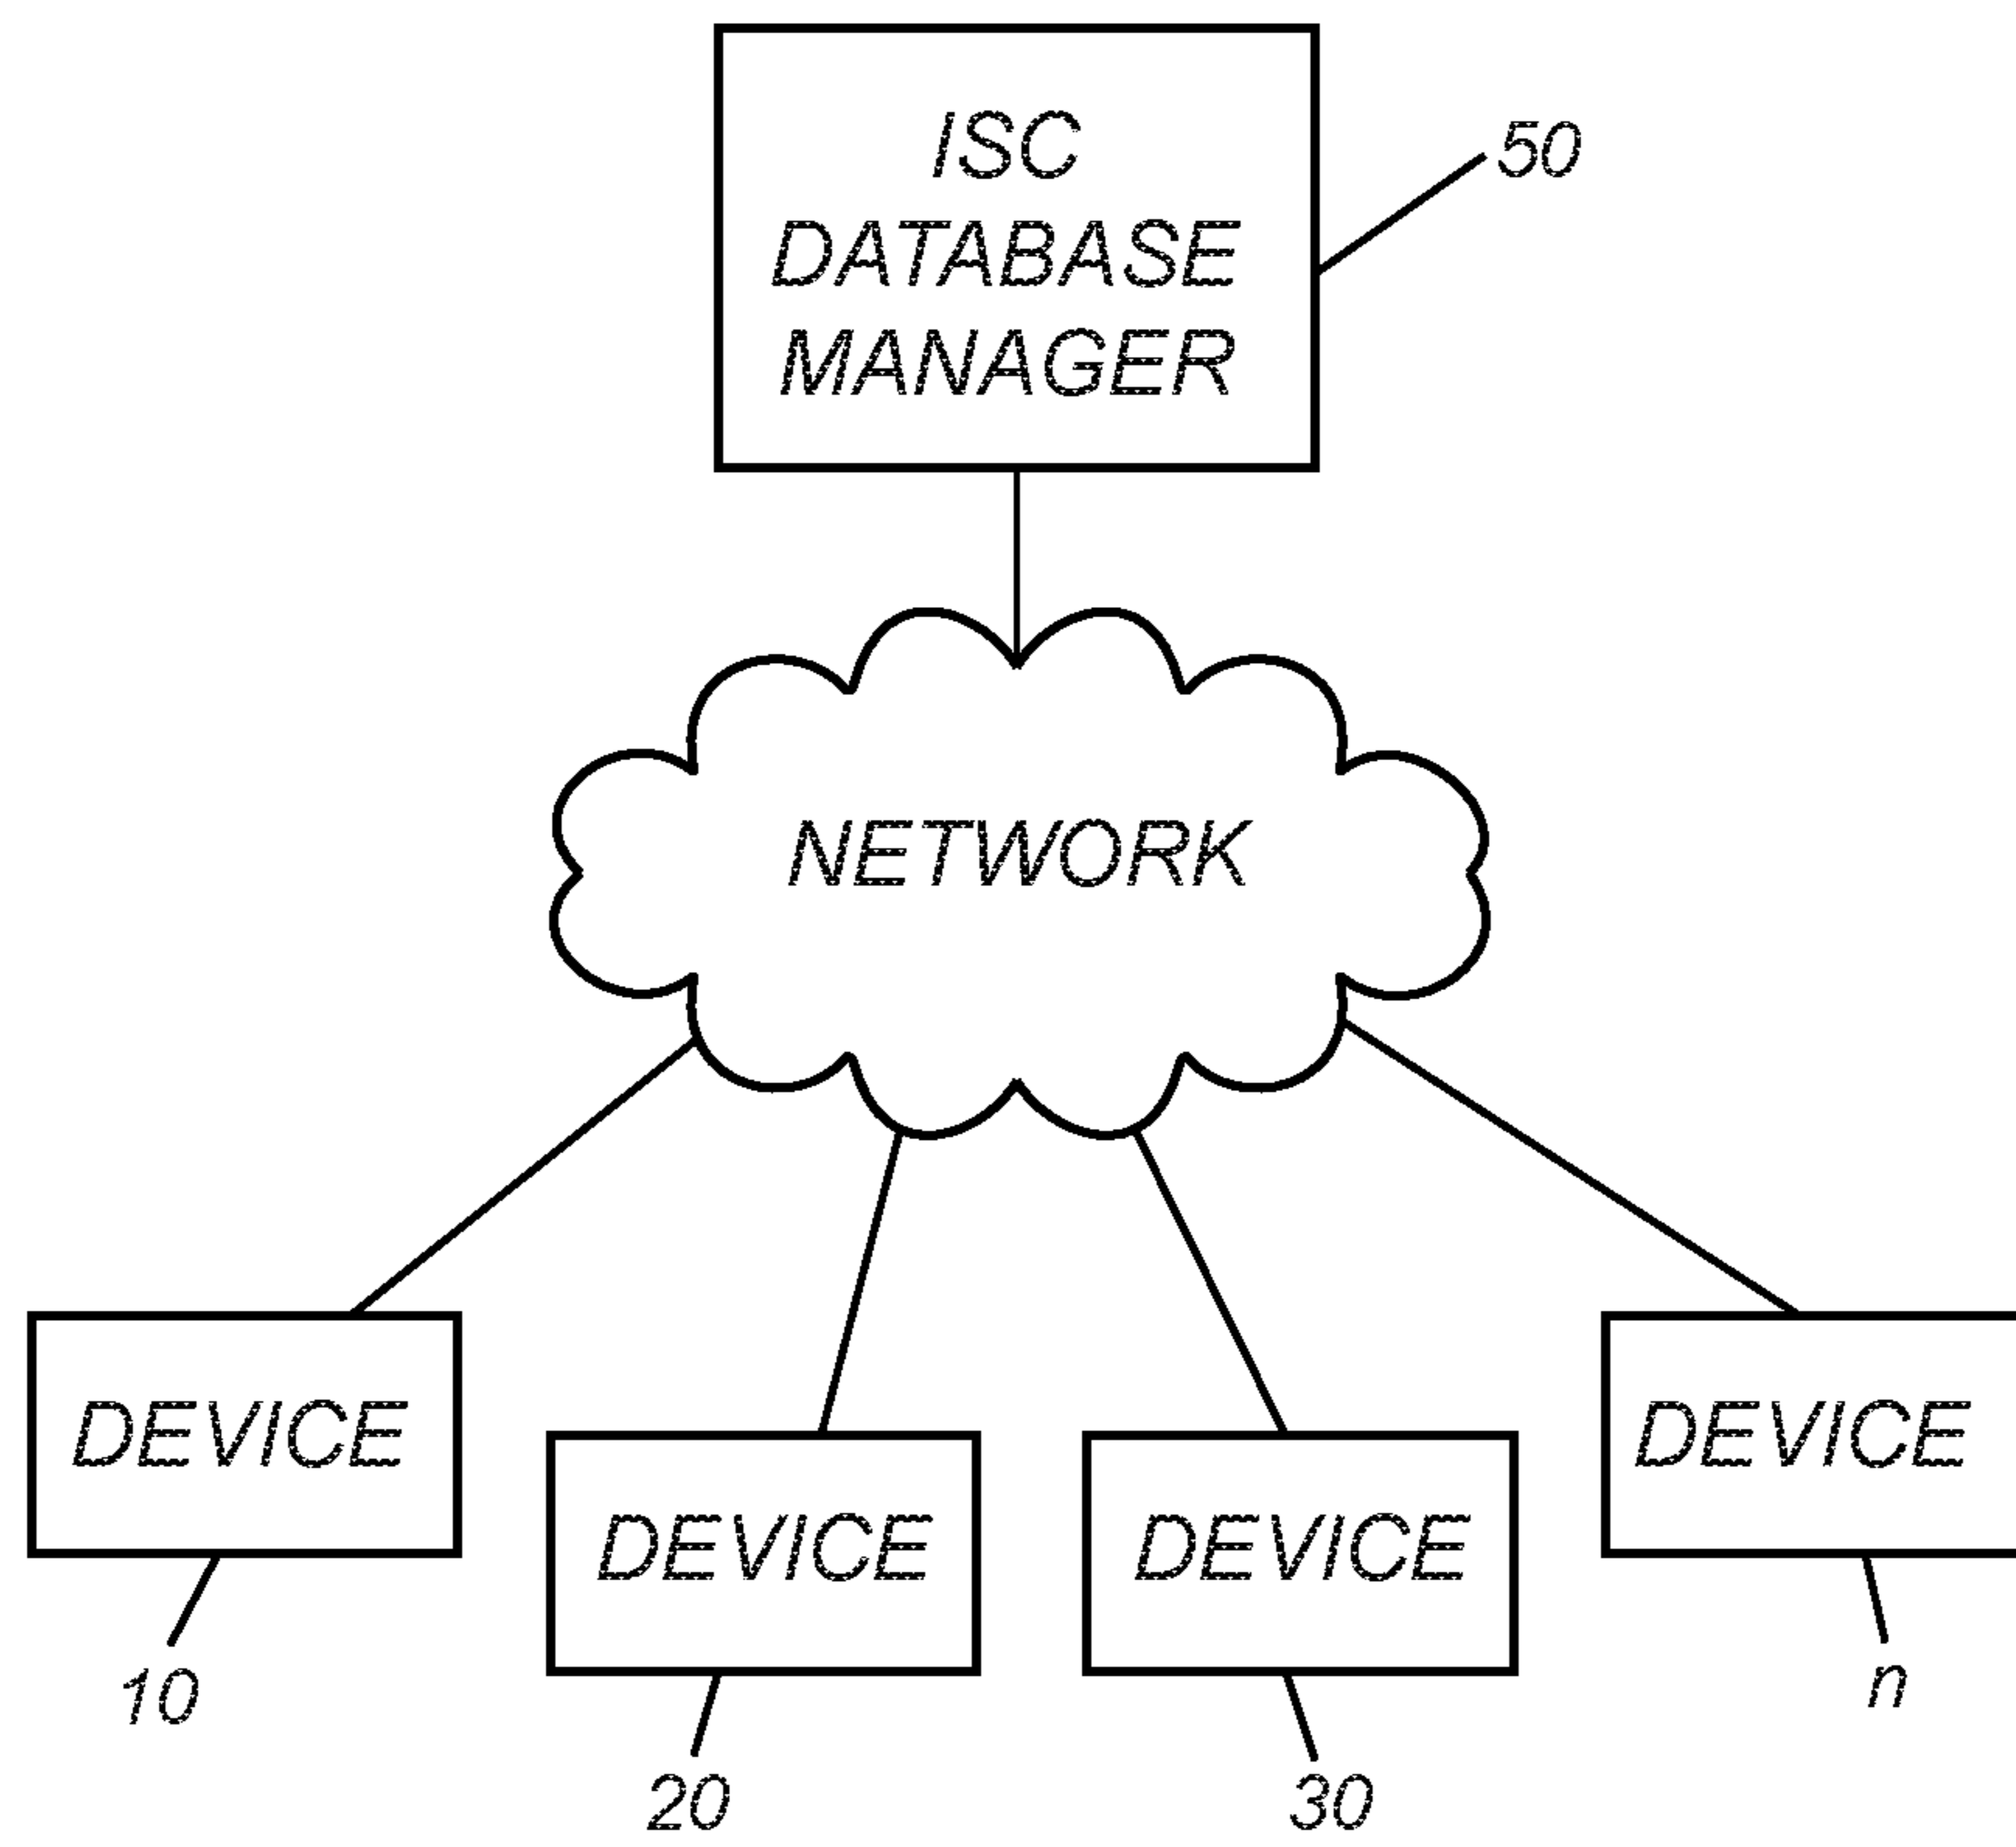 ISC
DATABASE
MANAGER
50
NETWORK
DEVICE
DEVICE
DEVICE
DEVICE
10
20
30
n